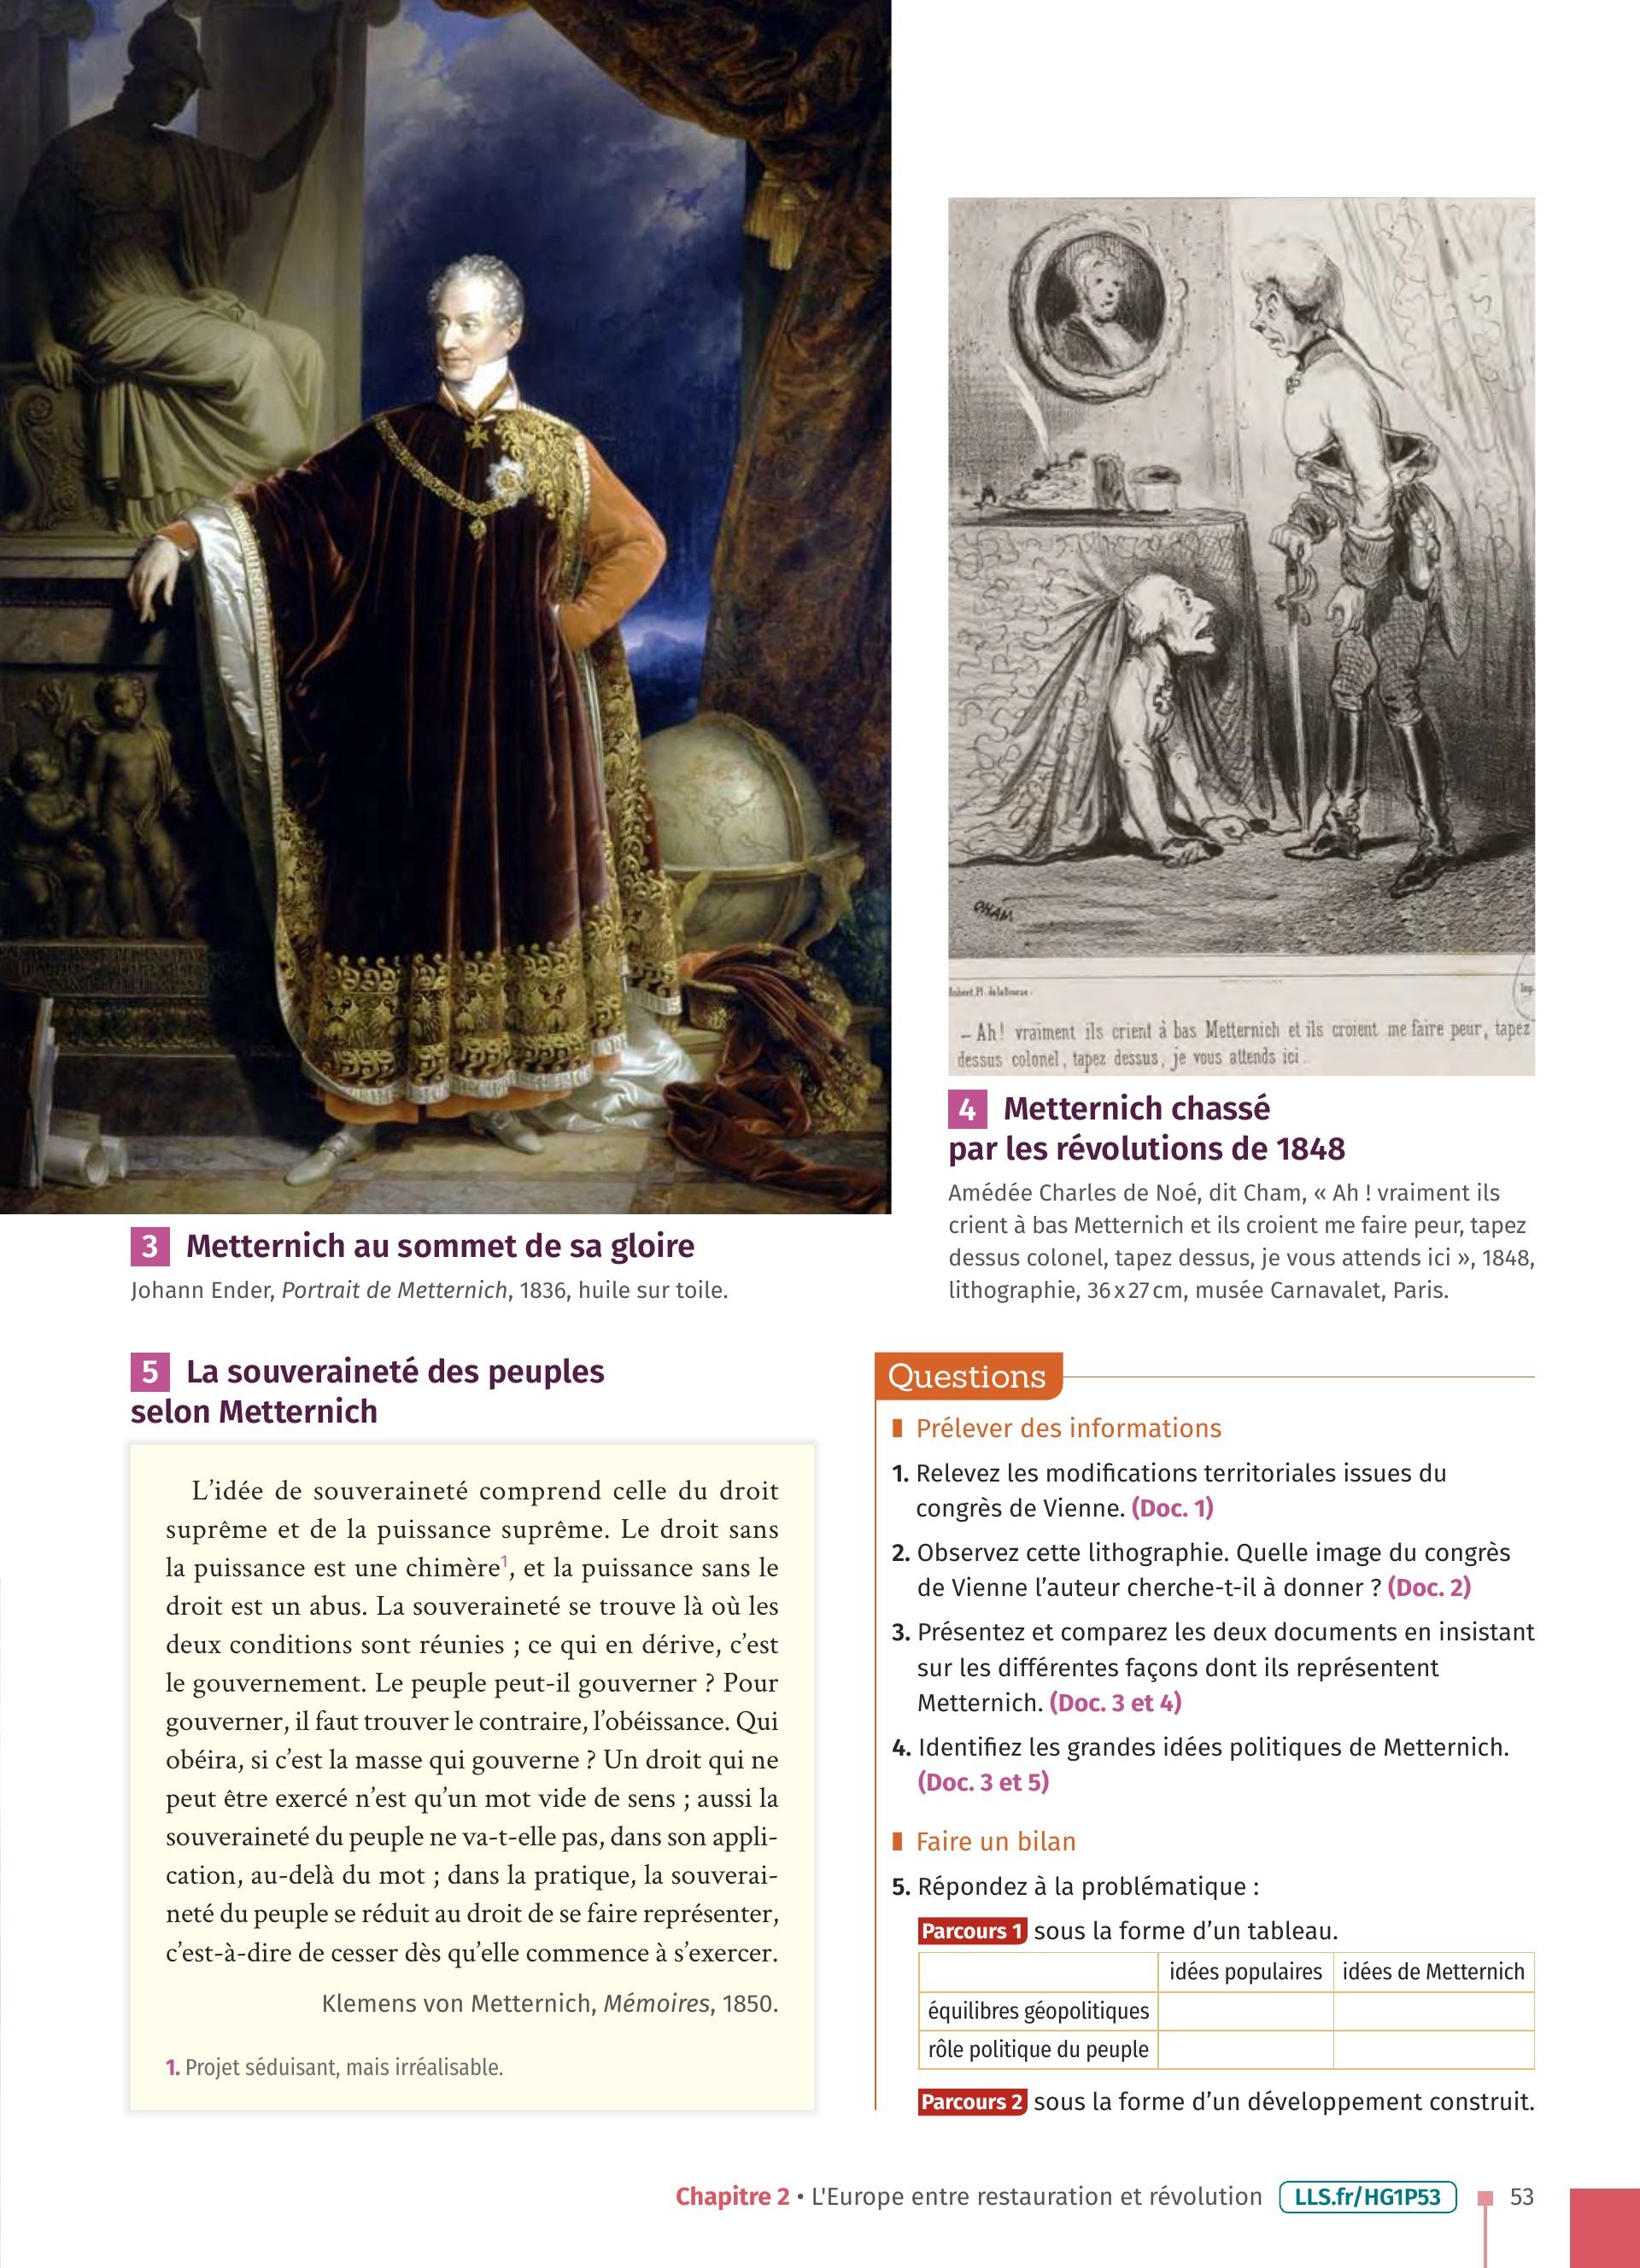 CHAM
Aubert, Pl. de la Bourse.
Imp.
– Ah! vraiment ils crient à bas Metternich et ils croient me faire peur, tapez
dessus colonel, tapez dessus, je vous attends ici.
3 Metternich au sommet de sa gloire
Johann Ender, Portrait de Metternich, 1836, huile sur toile.
4 Metternich chassé
par les révolutions de 1848
Amédée Charles de Noé, dit Cham, « Ah ! vraiment ils
crient à bas Metternich et ils croient me faire peur, tapez
dessus colonel, tapez dessus, je vous attends ici », 1848,
lithographie, 36 x 27 cm, musée Carnavalet, Paris.
5 La souveraineté des peuples
selon Metternich
L’idée de souveraineté comprend celle du droit
suprême et de la puissance suprême. Le droit sans
la puissance est une chimère1, et la puissance sans le
droit est un abus. La souveraineté se trouve là où les
deux conditions sont réunies ; ce qui en dérive, c’est
le gouvernement. Le peuple peut-il gouverner ? Pour
gouverner, il faut trouver le contraire, l’obéissance. Qui
obéira, si c’est la masse qui gouverne ? Un droit qui ne
peut être exercé n’est qu’un mot vide de sens ; aussi la
souveraineté du peuple ne va-t-elle pas, dans son appli-
cation, au-delà du mot ; dans la pratique, la souverai-
neté du peuple se réduit au droit de se faire représenter,
c’est-à-dire de cesser dès qu’elle commence à s’exercer.
Klemens von Metternich, Mémoires, 1850.
1. Projet séduisant, mais irréalisable.
Questions
Prélever des informations
1. Relevez les modifications territoriales issues du
congrès de Vienne. (Doc. 1)
2. Observez cette lithographie. Quelle image du congrès
de Vienne l’auteur cherche-t-il à donner ? (Doc. 2)
3. Présentez et comparez les deux documents en insistant
sur les différentes façons dont ils représentent
Metternich. (Doc. 3 et 4)
4. Identifiez les grandes idées politiques de Metternich.
(Doc. 3 et 5)
Faire un bilan
5. Répondez à la problématique :
Parcours 1 sous la forme d’un tableau.
idées populaires idées de Metternich
équilibres géopolitiques
rôle politique du peuple
Parcours 2 sous la forme d’un développement construit.
Chapitre 2 • L'Europe entre restauration et révolution LLS.fr/HG1P53 53